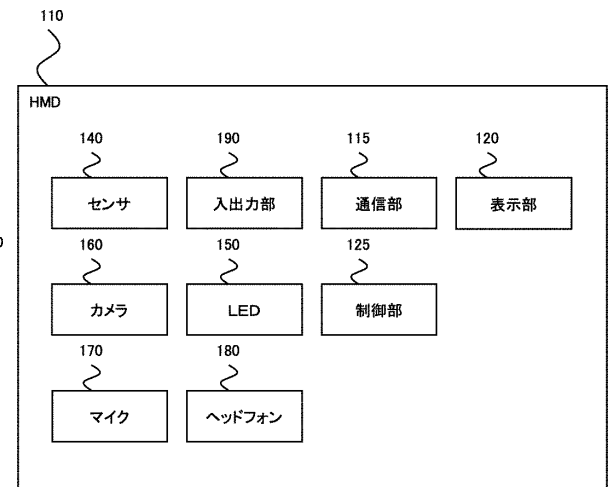 110
HMD
140 190 115 120
センサ 入出力部 通信部 表示部
160 150 125
カメラ LED 制御部
170 180
マイク ヘッドフォン